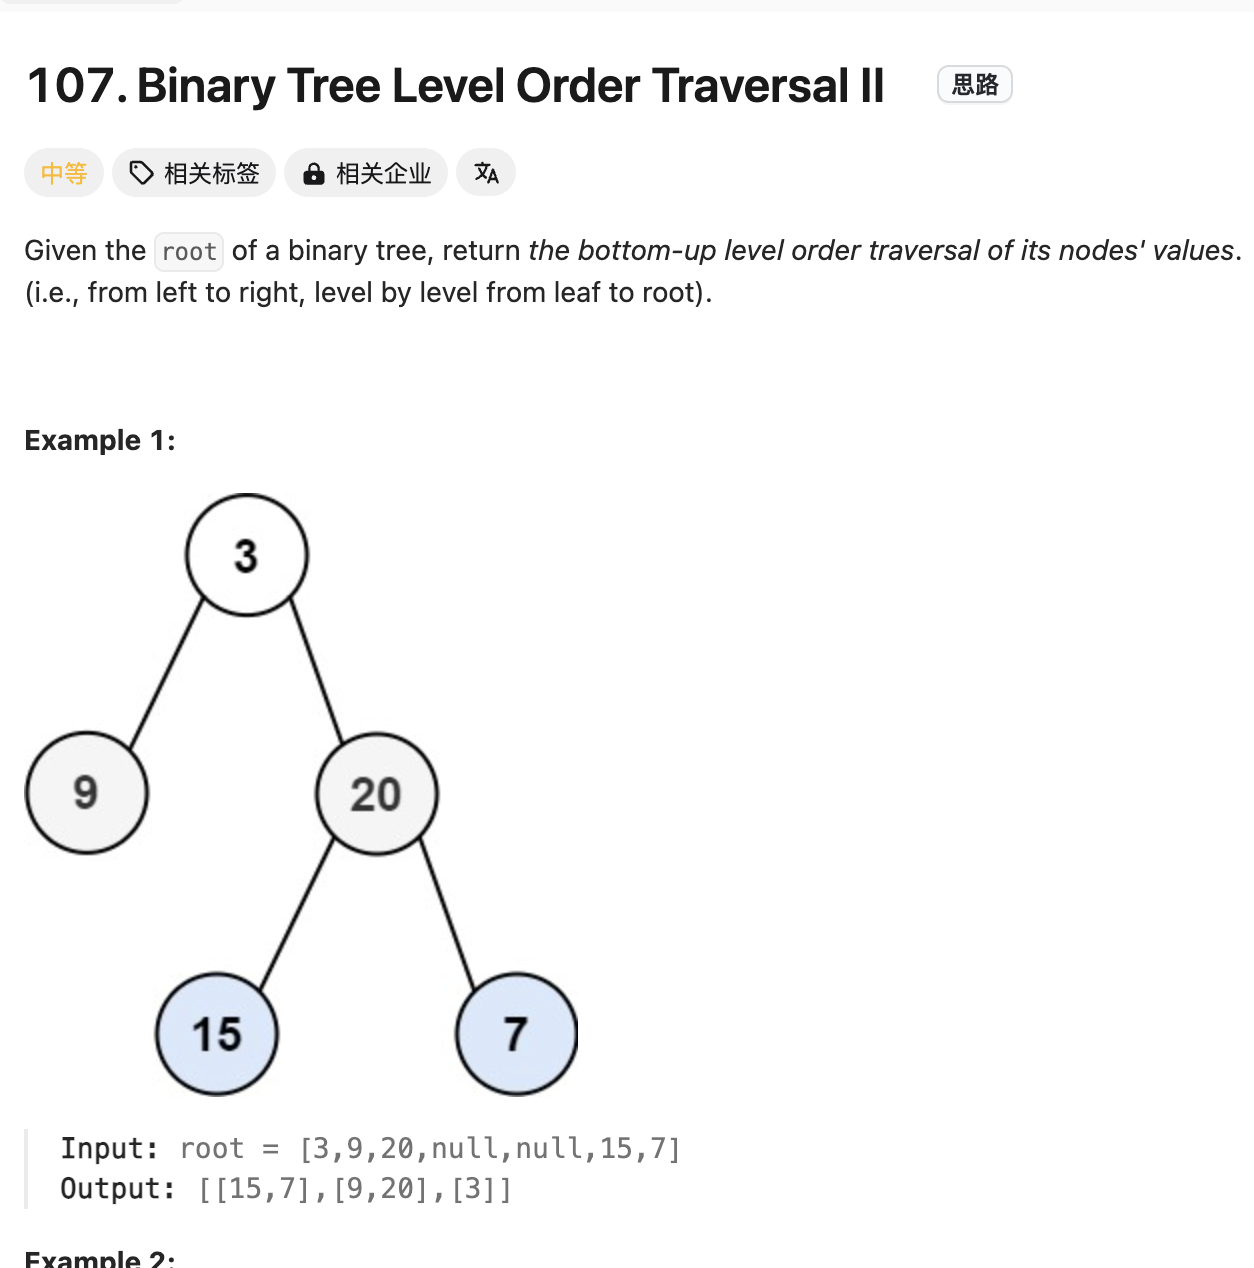 107. Binary Tree Level Order Traversal II 思路
中等 相关标签 相关企业
Given the root of a binary tree, return the bottom-up level order traversal of its nodes' values.
(i.e., from left to right, level by level from leaf to root).
Example 1:
3
9 20
15 7
Input: root = [3,9,20,null,null,15,7]
Output: [[15,7],[9,20],[3]]
Example 2: